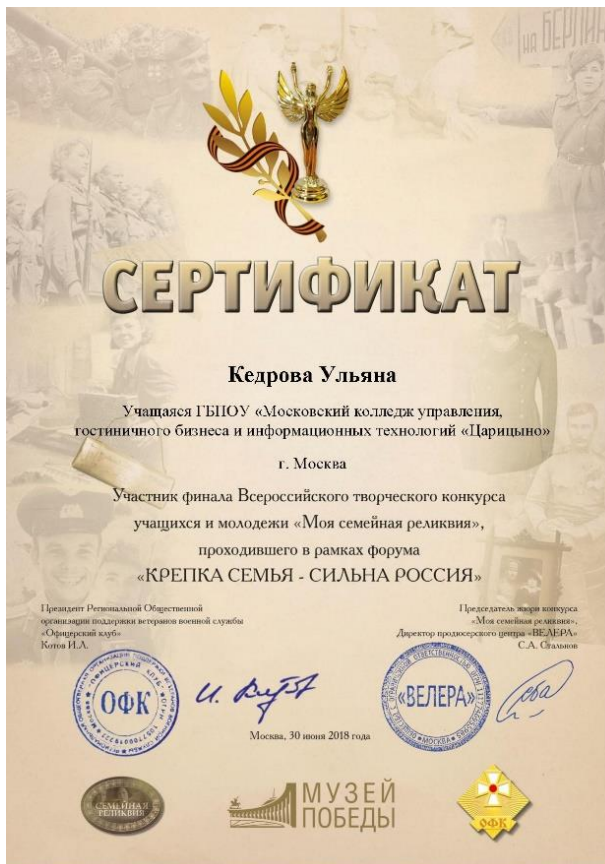 НА БЕРЛИН
СЕРТИФИКАТ
Кедрова Ульяна
Учащаяся ГБПОУ «Московский колледж управления,
гостиничного бизнеса и информационных технологий «Царицыно»
г. Москва
Участник финала Всероссийского творческого конкурса
учащихся и молодежи «Моя семейная реликвия»,
проходившего в рамках форума
«КРЕПКА СЕМЬЯ - СИЛЬНА РОССИЯ»
Президент Региональной Общественной
организации поддержки ветеранов военной службы
«Офицерский клуб»
Котов И.Л.
Председатель жюри конкурса
«Моя семейная реликвия»,
Директор продюсерского центра «ВЕЛЕРА»
С.А. Стальнов
ОФИЦЕРСКИЙ КЛУБ
ОФК
«ВЕЛЕРА»
МОСКВА
Москва, 30 июня 2018 года
СЕМЕЙНАЯ
РЕЛИКВИЯ
МУЗЕЙ
ПОБЕДЫ
ОФК